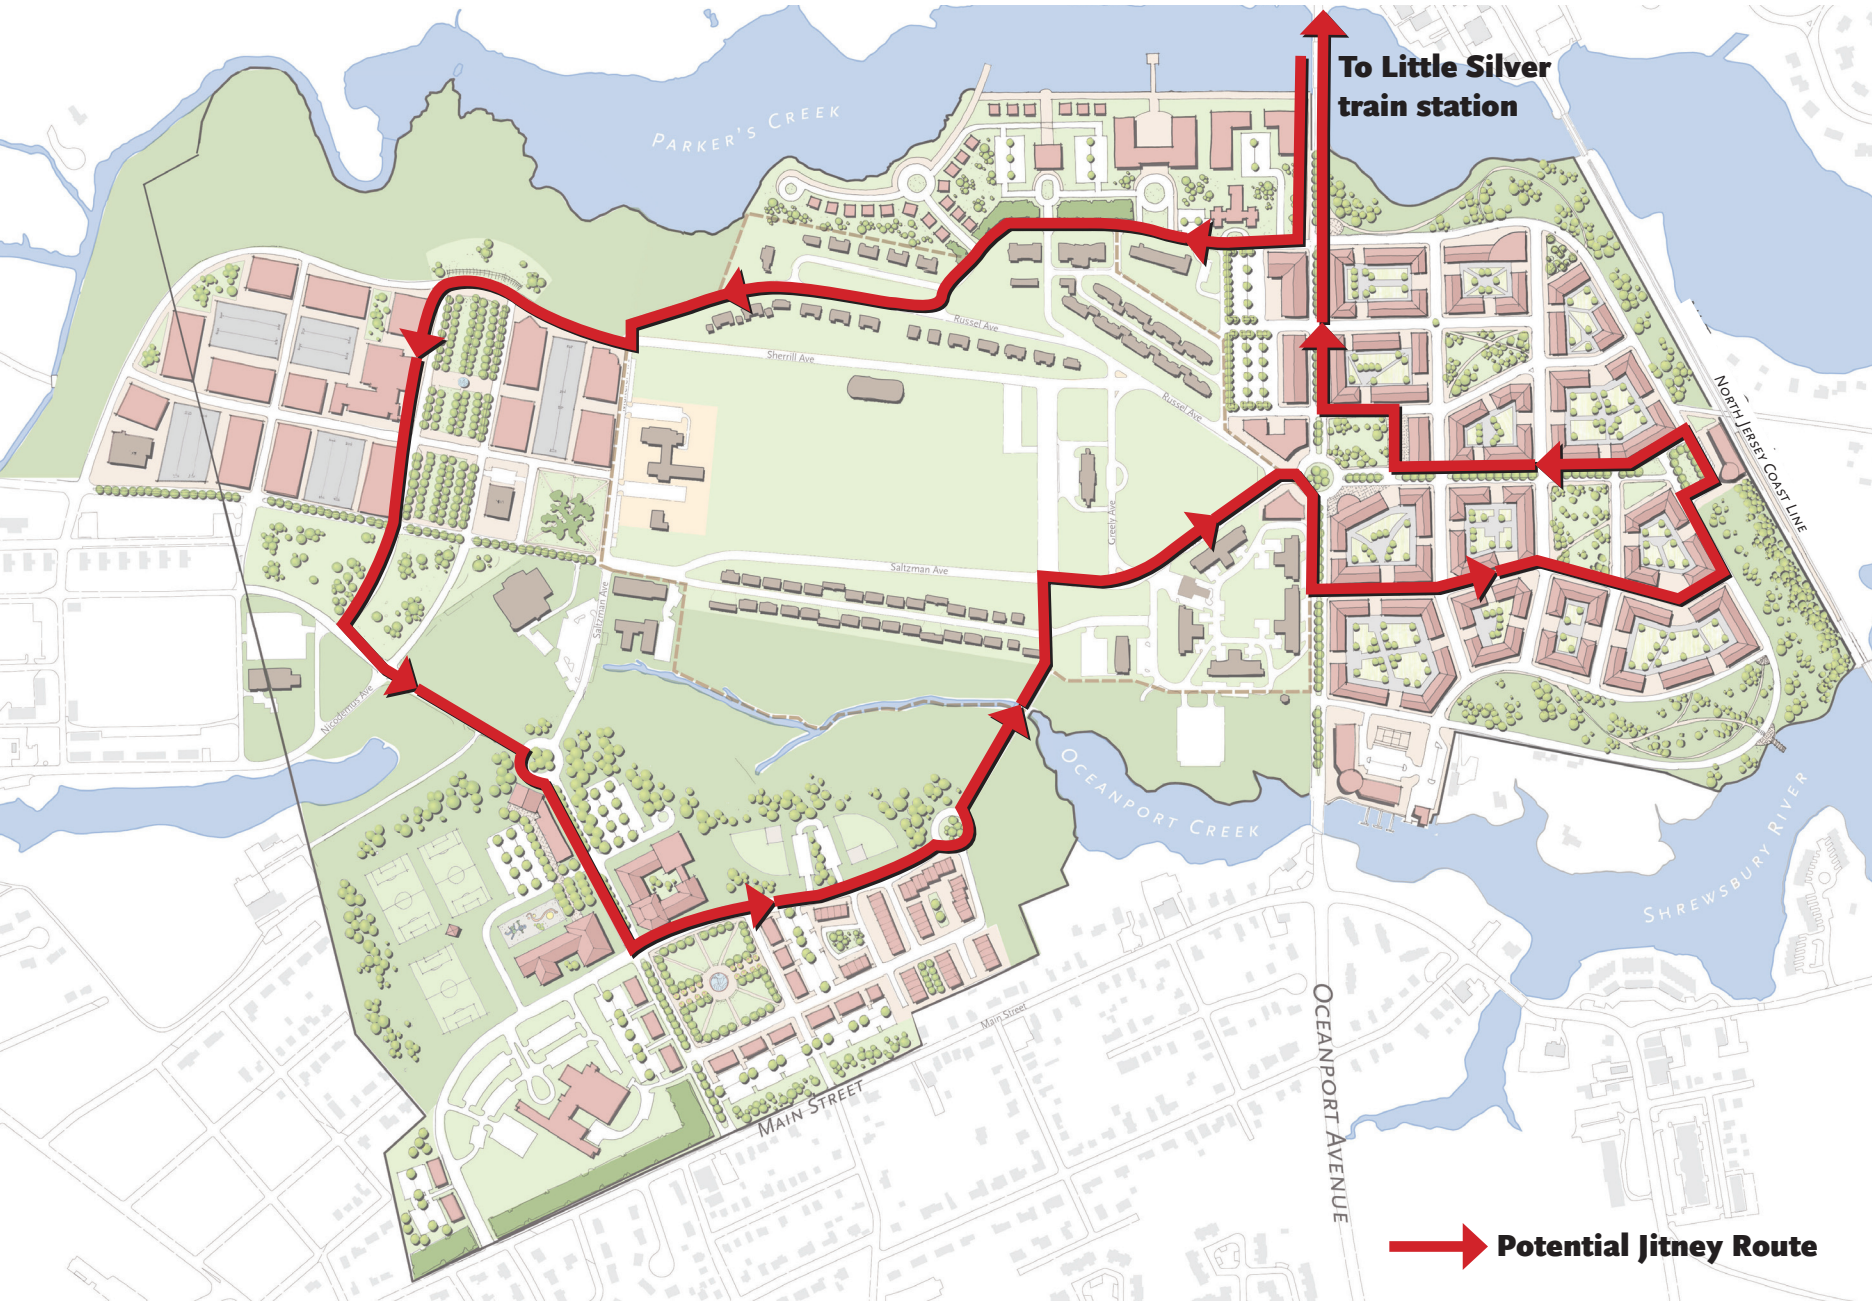 To Little Silver
train station
PARKER'S CREEK
Russel Ave
Sherrill Ave
Russel Ave
NORTH JERSEY COAST LINE
Greely Ave
Saltzman Ave
Saltzman Ave
Nicodemus Ave
OCEANPORT CREEK
SHREWSBURY RIVER
Main Street
OCEANPORT AVENUE
MAIN STREET
Potential Jitney Route